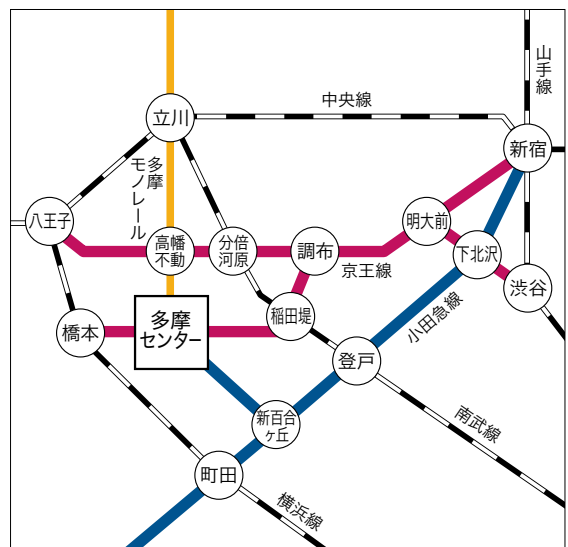 山手線
中央線
立川
新宿
多摩
モノレール
八王子
高幡
不動
分倍
河原
調布
明大前
下北沢
京王線
渋谷
橋本
多摩
センター
稲田堤
小田急線
登戸
新百合
ヶ丘
南武線
町田
横浜線